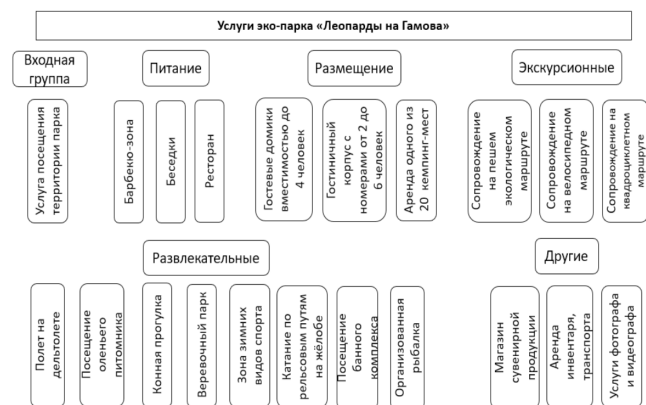 Услуги эко-парка «Леопарды на Гамова»
Входная
группа
Питание
Размещение
Экскурсионные
Услуга посещения
территории парка
Барбекю-зона
Беседки
Ресторан
Гостевые домики
вместимостью до
4 человек
Гостиничный
корпус с
номерами от 2 до
6 человек
Аренда одного из
20 кемпинг-мест
Сопровождение
на пешем
экологическом
маршруте
Сопровождение
на велосипедном
маршруте
Сопровождение на
квадроциклетном
маршруте
Развлекательные
Другие
Полет на
дельтолете
Посещение
оленьего
питомника
Конная прогулка
Веревочный парк
Зона зимних
видов спорта
Катание по
рельсовым путям
на жёлобе
Посещение
банного
комплекса
Организованная
рыбалка
Магазин
сувенирной
продукции
Аренда
инвентаря,
транспорта
Услуги фотографа
и видеографа